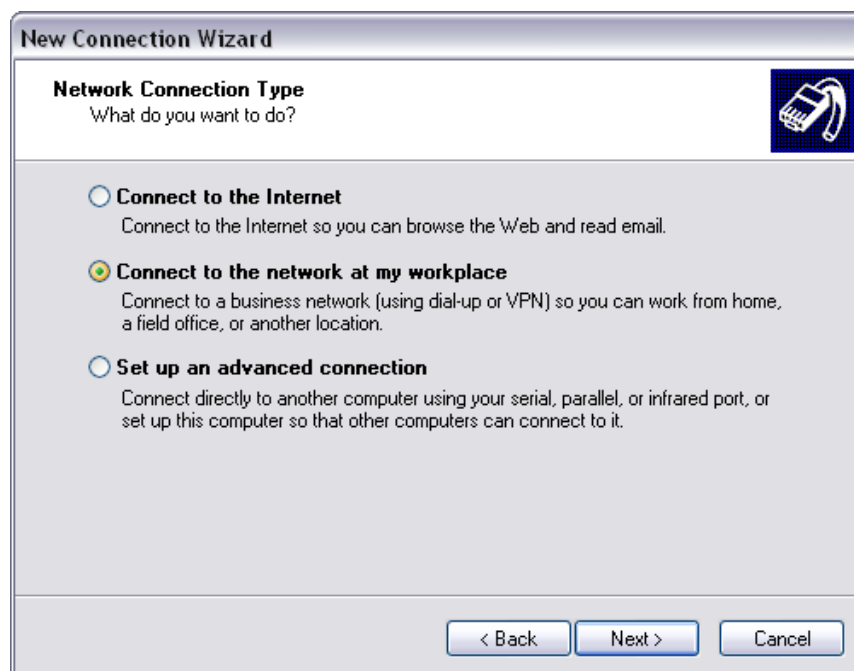 New Connection Wizard
Network Connection Type
What do you want to do?
Connect to the Internet
Connect to the Internet so you can browse the Web and read email.
Connect to the network at my workplace
Connect to a business network (using dial-up or VPN) so you can work from home,
a field office, or another location.
Set up an advanced connection
Connect directly to another computer using your serial, parallel, or infrared port, or
set up this computer so that other computers can connect to it.
< Back Next > Cancel